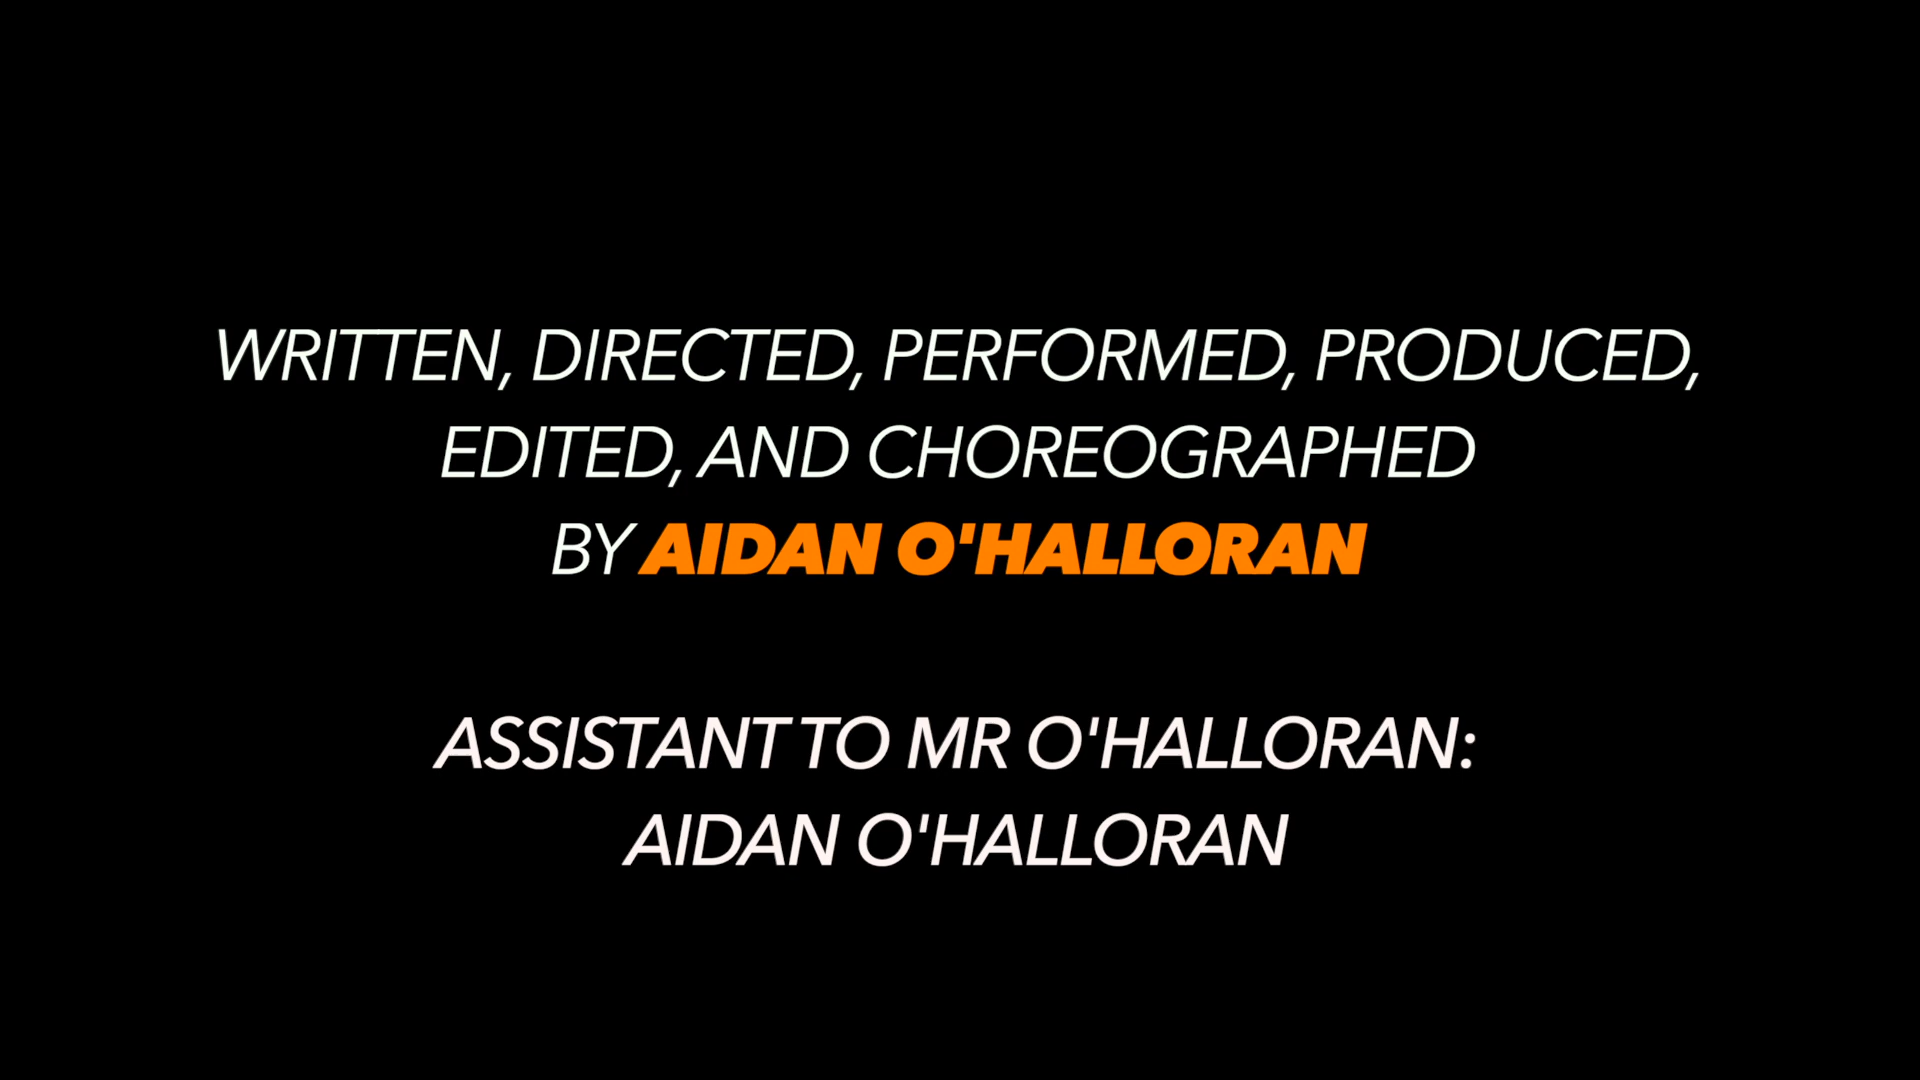 WRITTEN, DIRECTED, PERFORMED, PRODUCED,
EDITED, AND CHOREOGRAPHED
BY AIDAN O'HALLORAN
ASSISTANT TO MR O'HALLORAN:
AIDAN O'HALLORAN